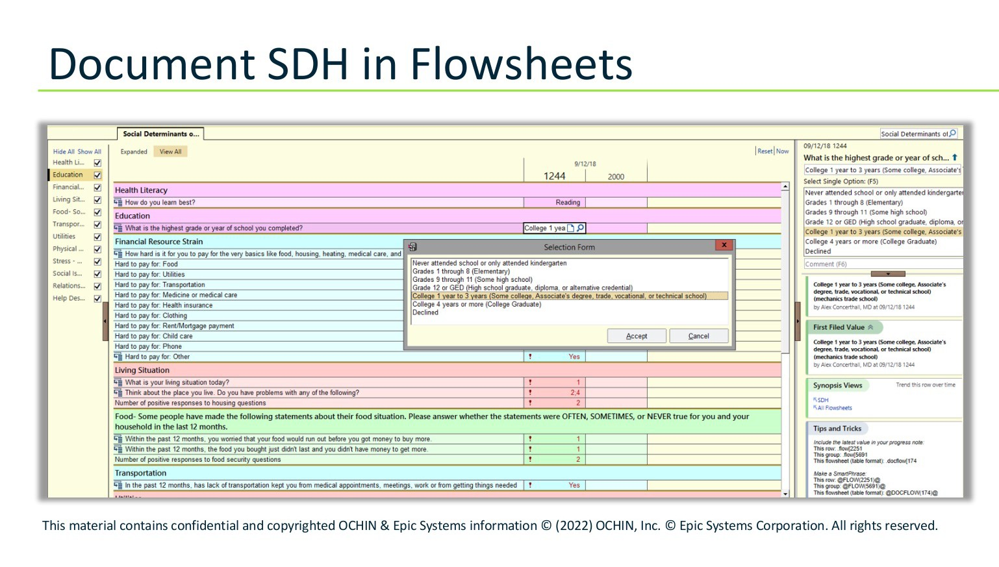 Document SDH in Flowsheets
Social Determinants o...
Social Determinants of
Hide All Show All
Health Li...
Education
Financial...
Living Sit...
Food- So...
Transpor...
Utilities
Physical ...
Stress - ...
Social Is...
Relations...
Help Des...
Expanded View All
Reset Now
9/12/18
1244 2000
Health Literacy
How do you learn best? Reading
Education
What is the highest grade or year of school you completed? College 1 yea
Financial Resource Strain
How hard is it for you to pay for the very basics like food, housing, heating, medical care, and
Hard to pay for: Food
Hard to pay for: Utilities
Hard to pay for: Transportation
Hard to pay for: Medicine or medical care
Hard to pay for: Health insurance
Hard to pay for: Clothing
Hard to pay for: Rent/Mortgage payment
Hard to pay for: Child care
Hard to pay for: Phone
Hard to pay for: Other ! Yes
Living Situation
What is your living situation today? ! 1
Think about the place you live. Do you have problems with any of the following? ! 2,4
Number of positive responses to housing questions ! 2
Food- Some people have made the following statements about their food situation. Please answer whether the statements were OFTEN, SOMETIMES, or NEVER true for you and your
household in the last 12 months.
Within the past 12 months, you worried that your food would run out before you got money to buy more. ! 1
Within the past 12 months, the food you bought just didn't last and you didn't have money to get more. ! 1
Number of positive responses to food security questions ! 2
Transportation
In the past 12 months, has lack of transportation kept you from medical appointments, meetings, work or from getting things needed ! Yes
Selection Form
Never attended school or only attended kindergarten
Grades 1 through 8 (Elementary)
Grades 9 through 11 (Some high school)
Grade 12 or GED (High school graduate, diploma, or alternative credential)
College 1 year to 3 years (Some college, Associate's degree, trade, vocational, or technical school)
College 4 years or more (College Graduate)
Declined
Accept Cancel
09/12/18 1244
What is the highest grade or year of sch...
College 1 year to 3 years (Some college, Associate's
Select Single Option: (F5)
Never attended school or only attended kindergarter
Grades 1 through 8 (Elementary)
Grades 9 through 11 (Some high school)
Grade 12 or GED (High school graduate, diploma, or
College 1 year to 3 years (Some college, Associate's
College 4 years or more (College Graduate)
Declined
Comment (F6)
College 1 year to 3 years (Some college, Associate's
degree, trade, vocational, or technical school)
(mechanics trade school)
by Alex Concerthall, MD at 09/12/18 1244
First Filed Value
College 1 year to 3 years (Some college, Associate's
degree, trade, vocational, or technical school)
(mechanics trade school)
by Alex Concerthall, MD at 09/12/18 1244
Synopsis Views Trend this row over time
SDH
All Flowsheets
Tips and Tricks
Include the latest value in your progress note:
This row: .flow[2251
This group: .flow[5691
This flowsheet (table format): .docflow[174
Make a SmartPhrase:
This row: @FLOW(2251)@
This group: @FLOW(5691)@
This flowsheet (table format): @DOCFLOW(174)@
This material contains confidential and copyrighted OCHIN & Epic Systems information © (2022) OCHIN, Inc. © Epic Systems Corporation. All rights reserved.